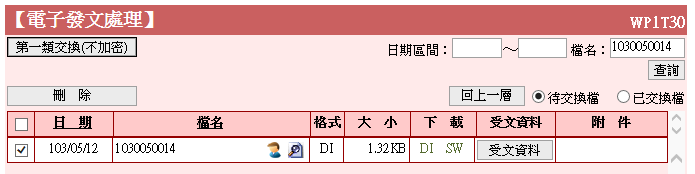 【電子發文處理】 WP1T30
第一類交換(不加密) 日期區間： ～ 檔名：1030050014
查詢
刪 除 回上一層 待交換檔 已交換檔
日 期 檔名 格式 大 小 下 載 受文資料 附 件
103/05/12 1030050014 DI 1.32KB DI SW 受文資料